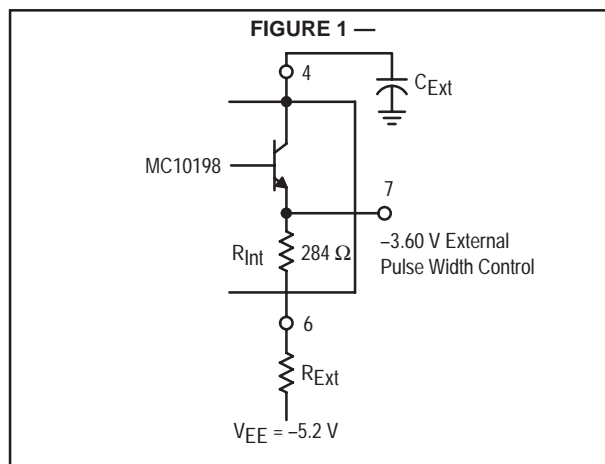 FIGURE 1 —
4
CExt
MC10198
7
–3.60 V External
Pulse Width Control
RInt
284 Ω
6
RExt
VEE = –5.2 V